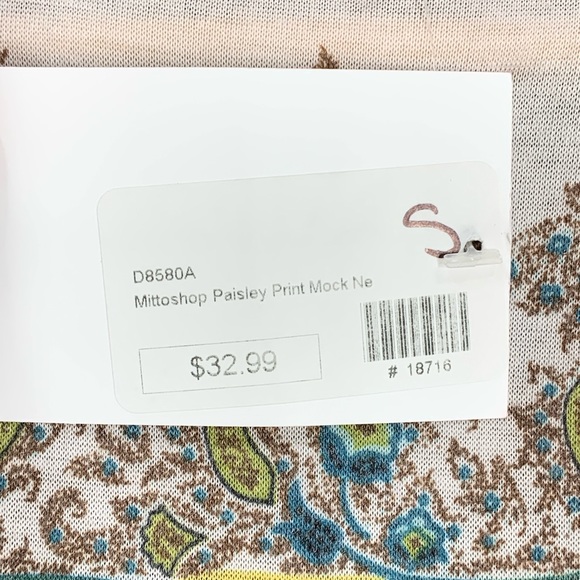 S
D8580A
Mittoshop Paisley Print Mock Ne
$32.99
# 18716